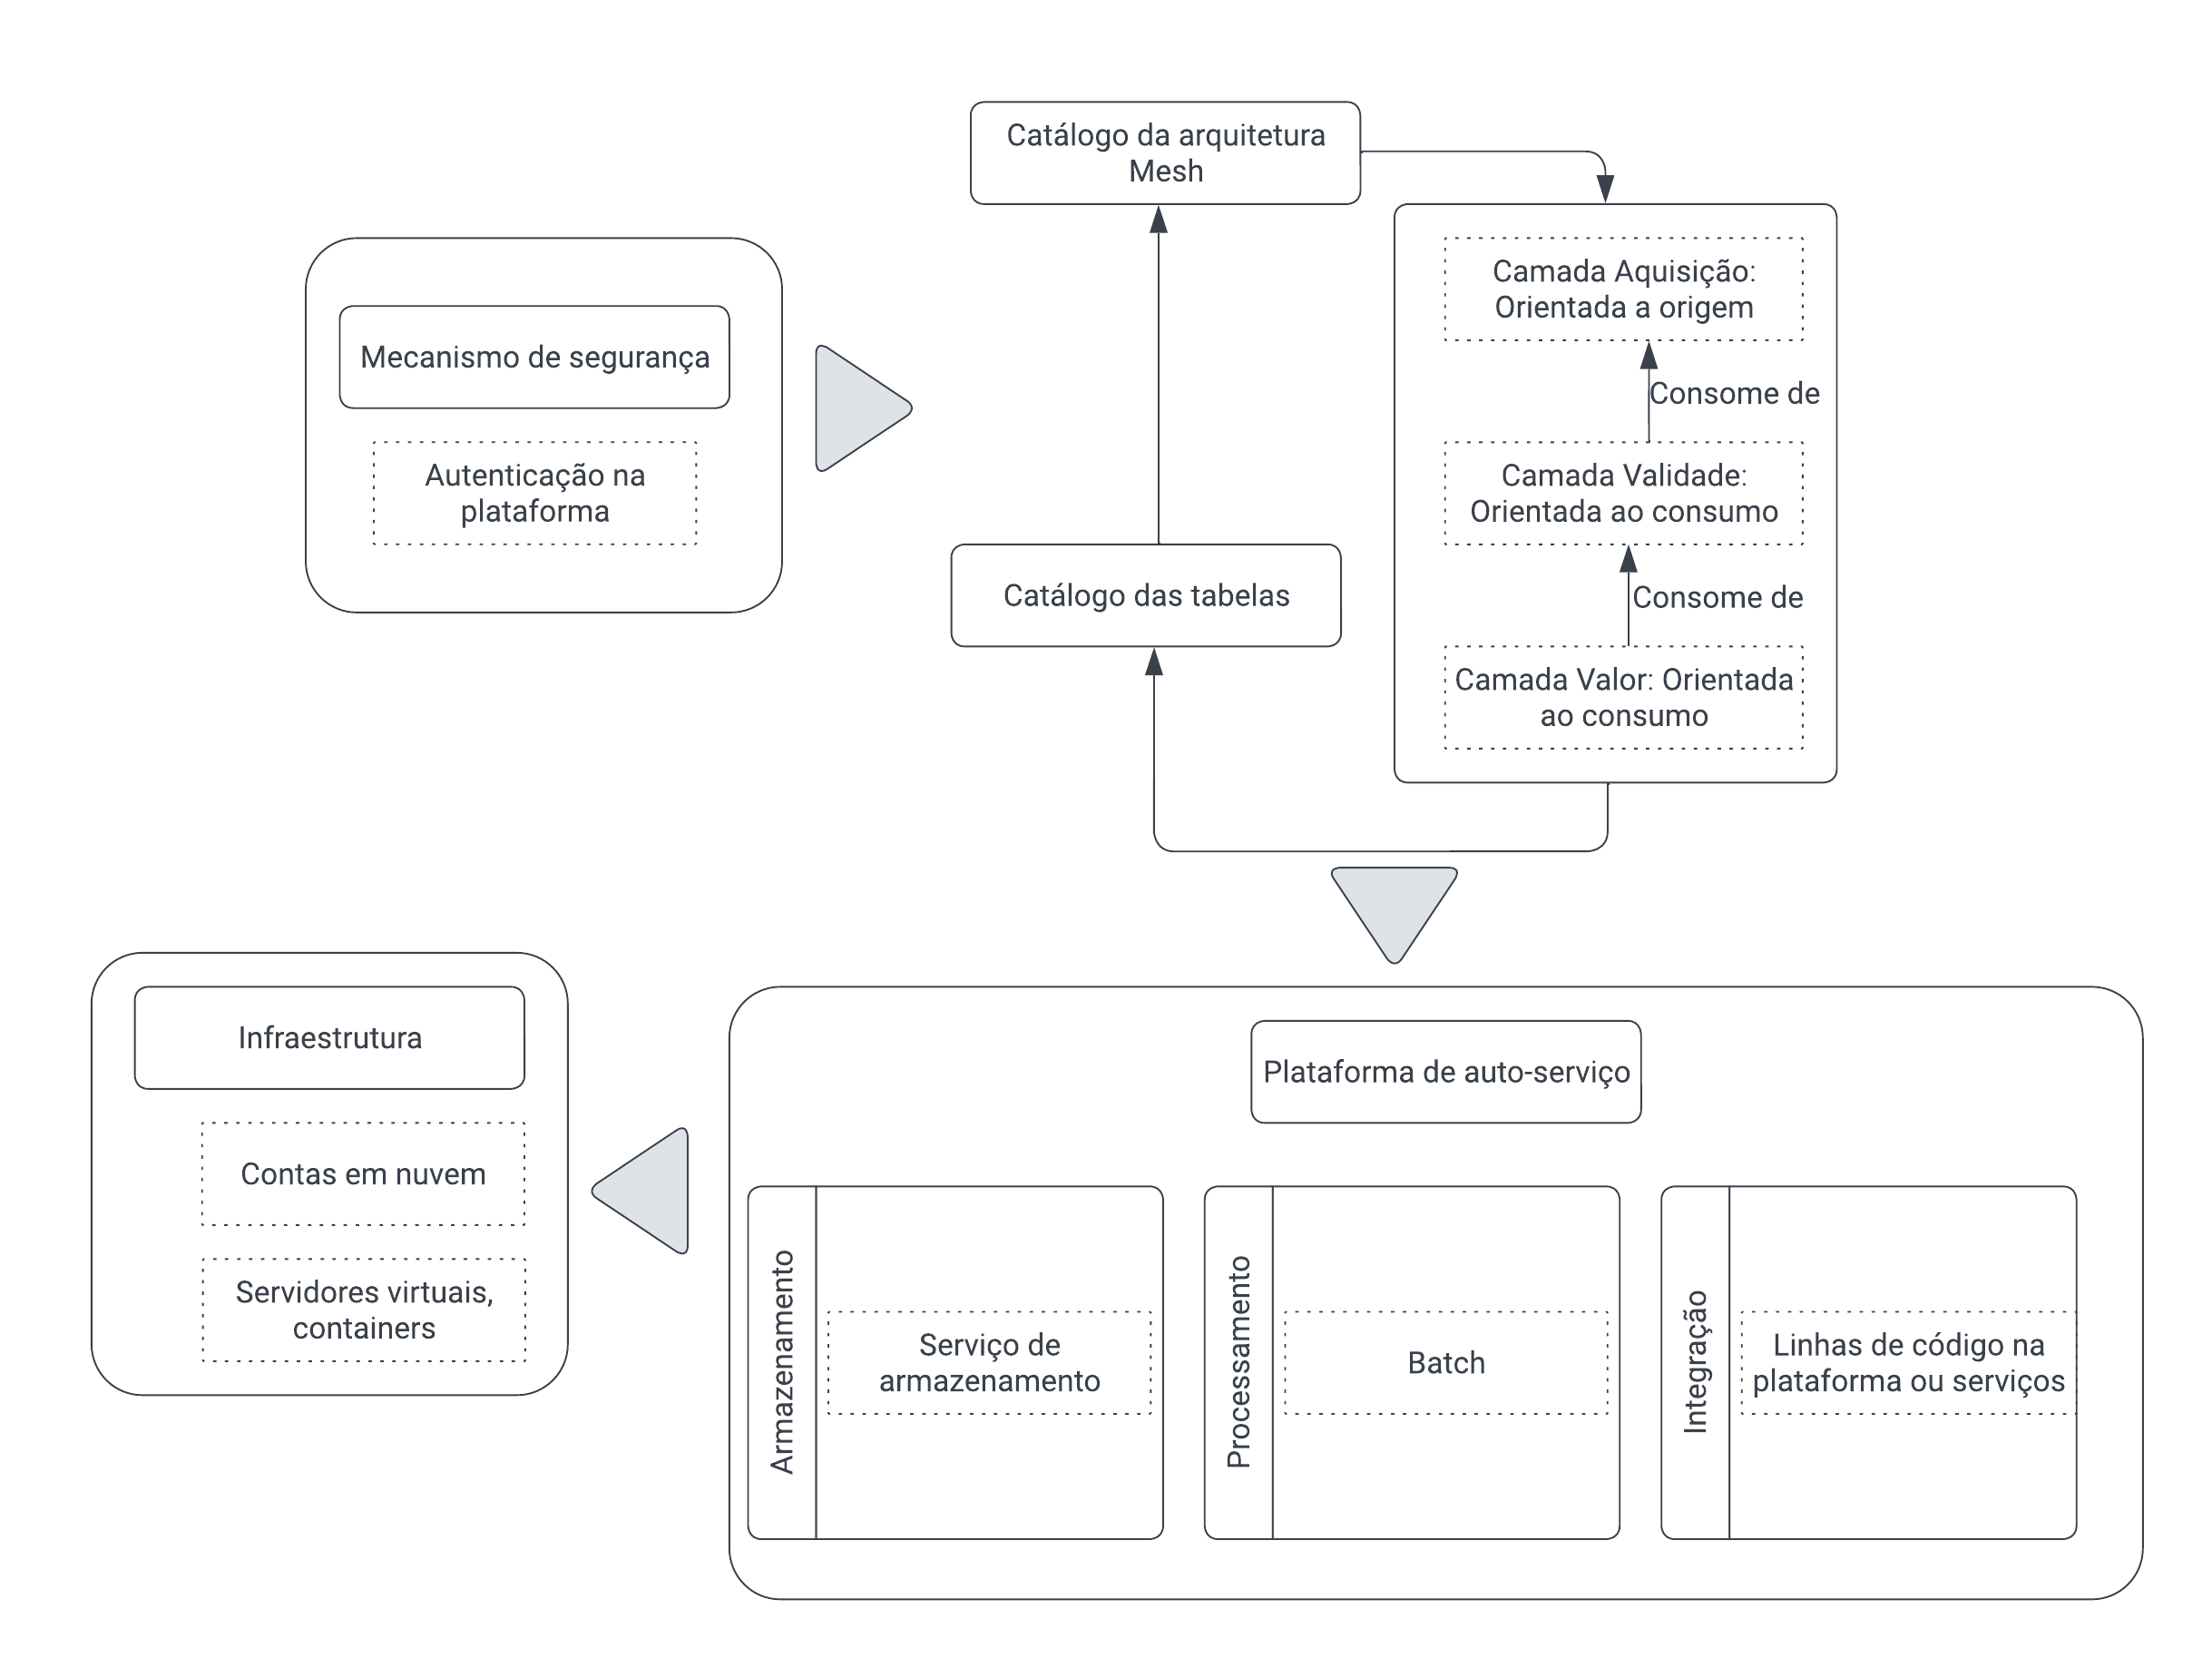 Catálogo da arquitetura
Mesh
Mecanismo de segurança
Autenticação na
plataforma
Catálogo das tabelas
Camada Aquisição:
Orientada a origem
Consome de
Camada Validade:
Orientada ao consumo
Consome de
Camada Valor: Orientada
ao consumo
Infraestrutura
Contas em nuvem
Servidores virtuais,
containers
Plataforma de auto-serviço
Armazenamento
Serviço de
armazenamento
Processamento
Batch
Integração
Linhas de código na
plataforma ou serviços